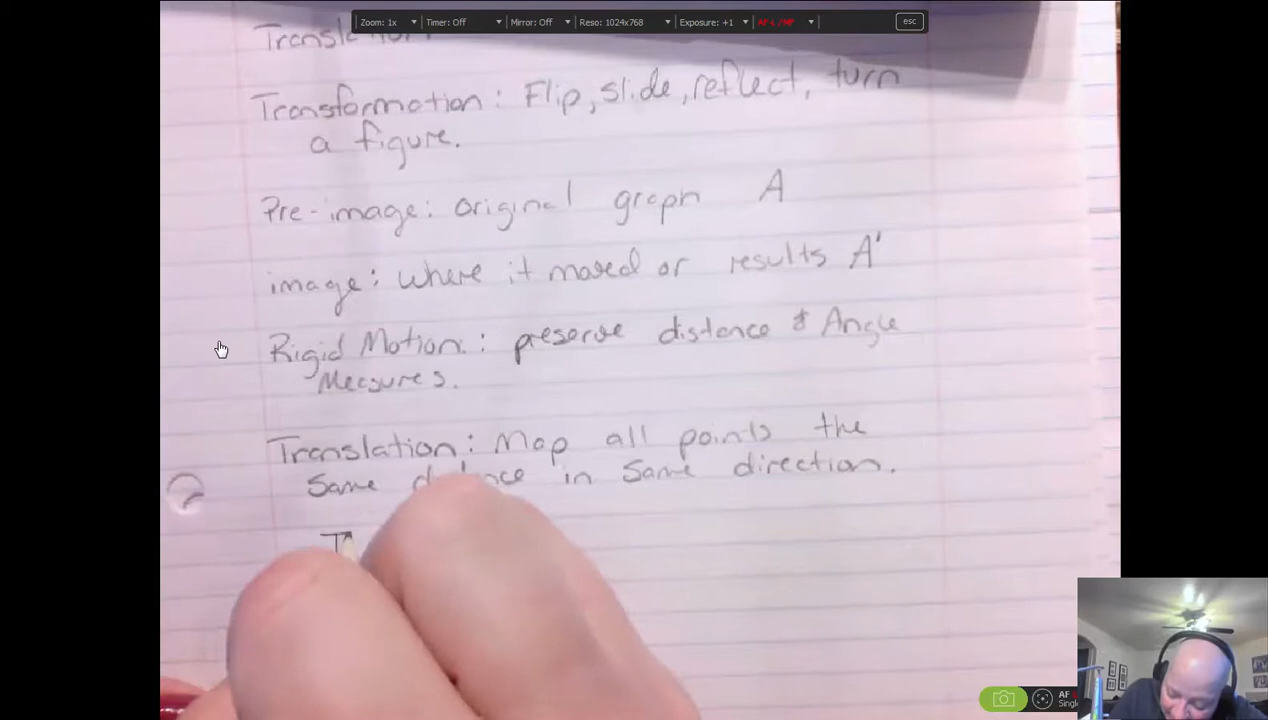 Zoom: 1x Timer: Off Mirror: Off Reso: 1024x768 Exposure: +1 esc
Transformation: Flip, slide, reflect, turn
a figure.
Pre-image: original graph A
image: where it moved or results A'
Rigid Motion: preserve distance & Angle
Measures.
Translation: Map all points the
Same in Same direction.
T
AF